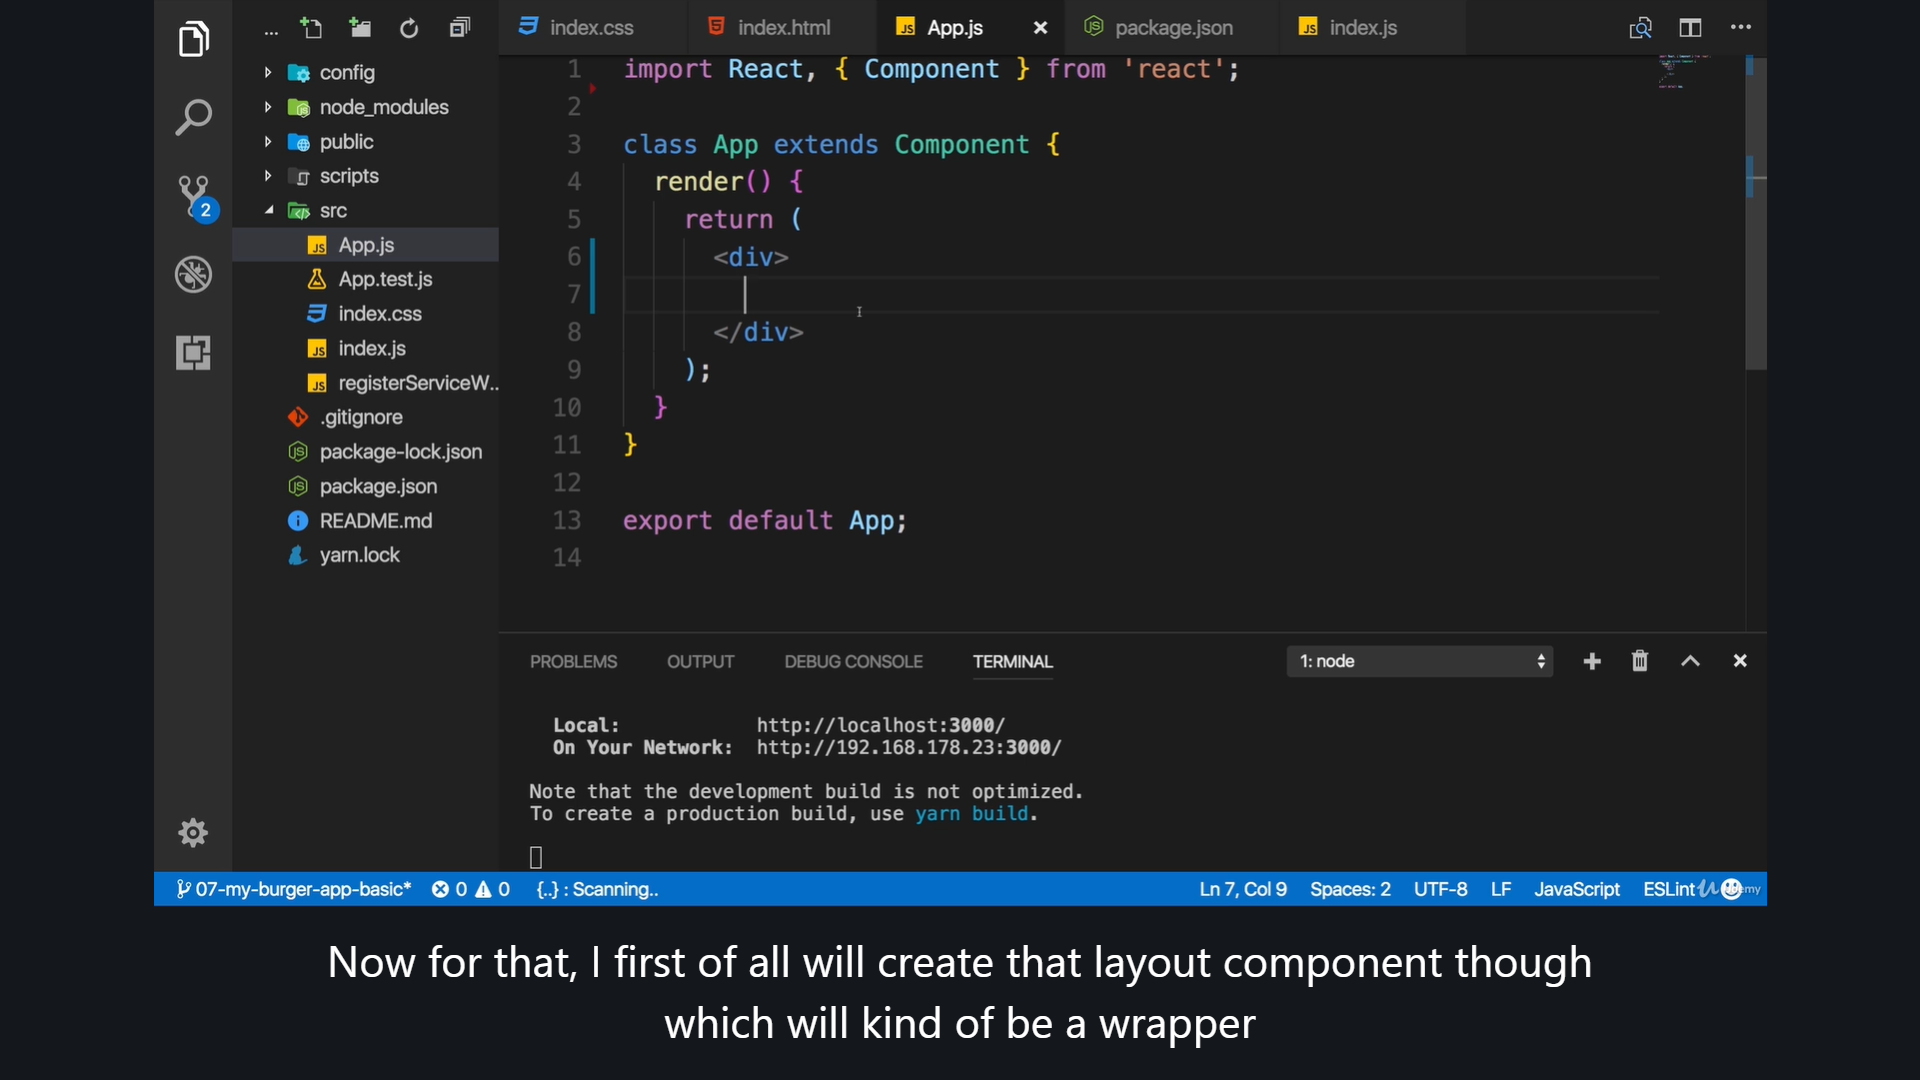 ...
index.css
index.html
App.js
package.json
index.js
config
node_modules
public
scripts
src
App.js
App.test.js
index.css
index.js
registerServiceW...
.gitignore
package-lock.json
package.json
README.md
yarn.lock
2
1 import React, { Component } from 'react';
2
3 class App extends Component {
4 render() {
5 return (
6 <div>
7
8 </div>
9 );
10 }
11 }
12
13 export default App;
14
PROBLEMS OUTPUT DEBUG CONSOLE TERMINAL 1: node
Local: http://localhost:3000/
On Your Network: http://192.168.178.23:3000/
Note that the development build is not optimized.
To create a production build, use yarn build.
07-my-burger-app-basic* 0 0 {..} : Scanning.. Ln 7, Col 9 Spaces: 2 UTF-8 LF JavaScript ESLint
Now for that, I first of all will create that layout component though
which will kind of be a wrapper